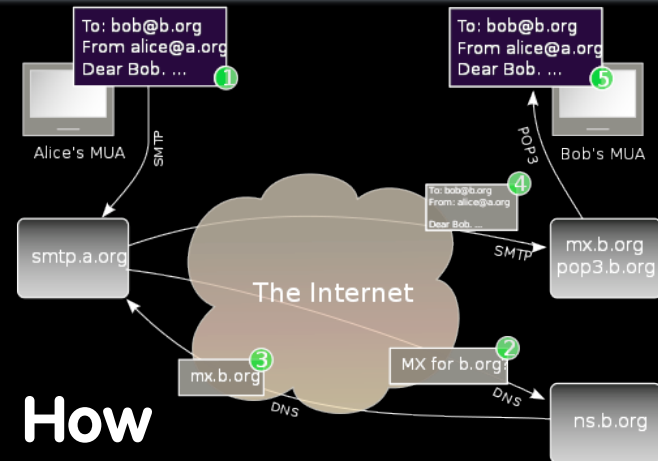 To: bob@b.org
From alice@a.org
Dear Bob. ...
1
Alice's MUA
SMTP
smtp.a.org
The Internet
MX for b.org?
2
DNS
ns.b.org
mx.b.org
3
DNS
To: bob@b.org
From: alice@a.org
Dear Bob. ...
4
SMTP
mx.b.org
pop3.b.org
POP3
To: bob@b.org
From alice@a.org
Dear Bob. ...
5
Bob's MUA
How